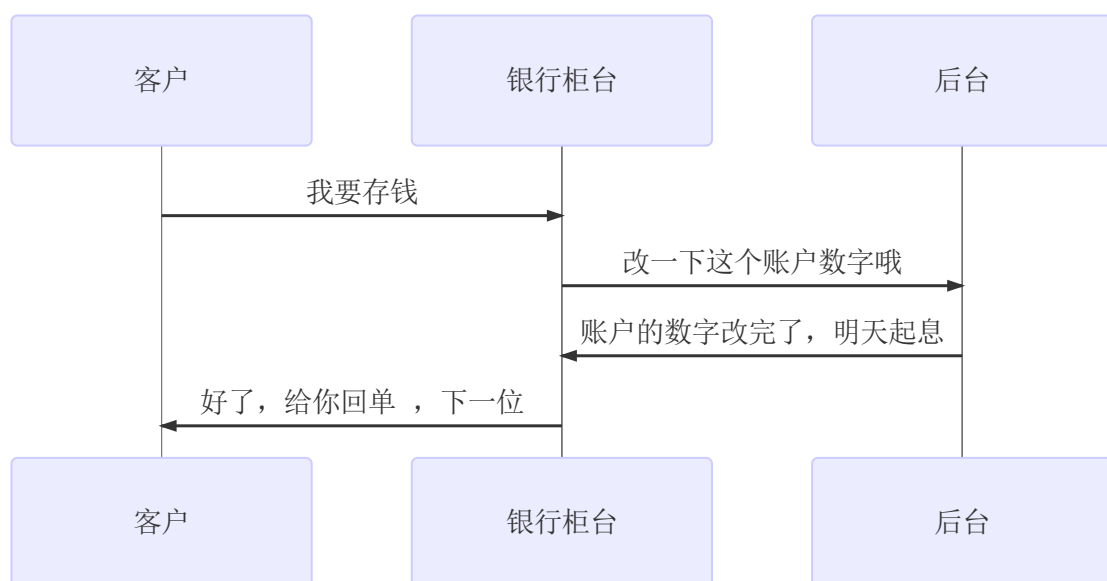 客户
银行柜台
后台
我要存钱
改一下这个账户数字哦
账户的数字改完了，明天起息
好了，给你回单 ，下一位
客户
银行柜台
后台